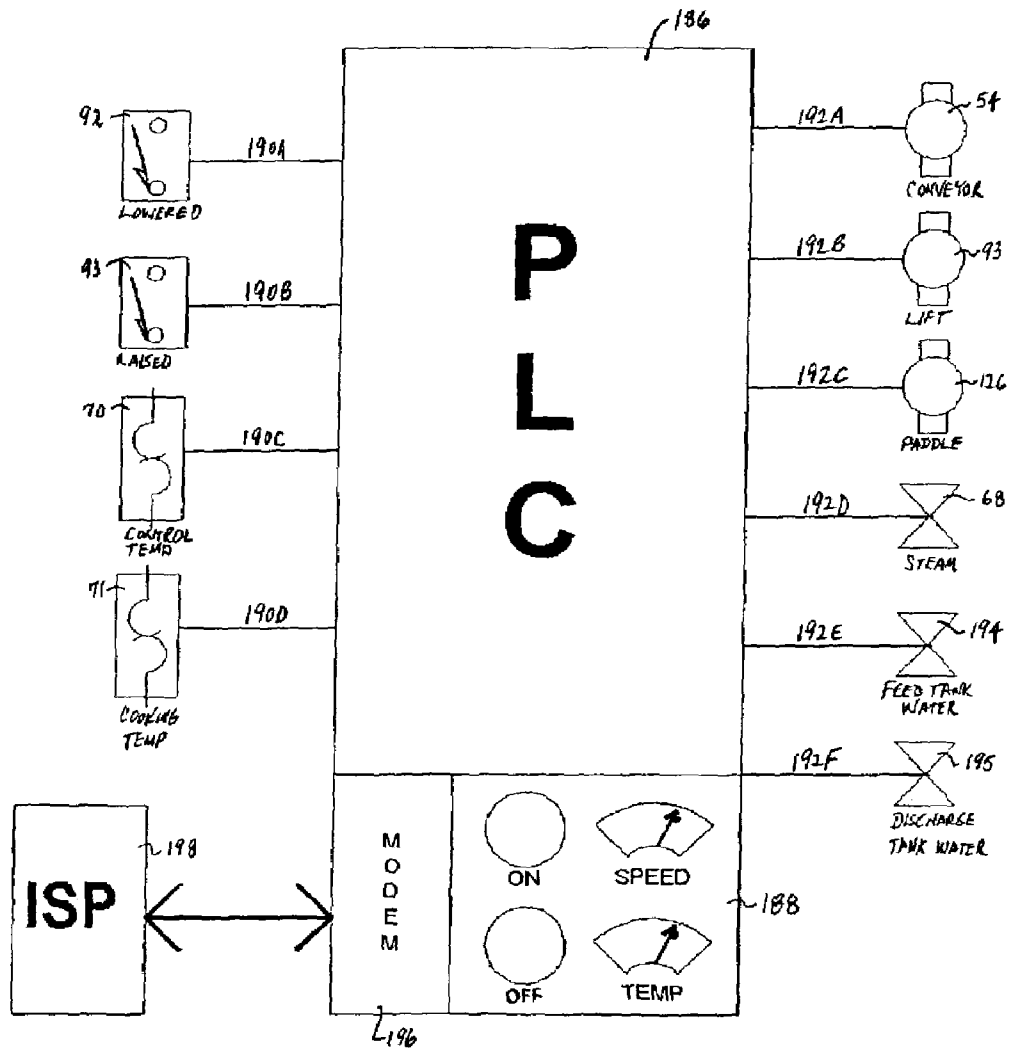 186
92
190A
LOWERED
93
190B
RAISED
70
190C
CONTROL
TEMP
71
190D
COOKING
TEMP
P
L
C
192A
54
CONVEYOR
192B
93
LIFT
192C
126
PADDLE
192D
68
STEAM
192E
194
FEED TANK
WATER
192F
195
DISCHARGE
TANK WATER
198
ISP
MODEM
196
ON
SPEED
OFF
TEMP
188